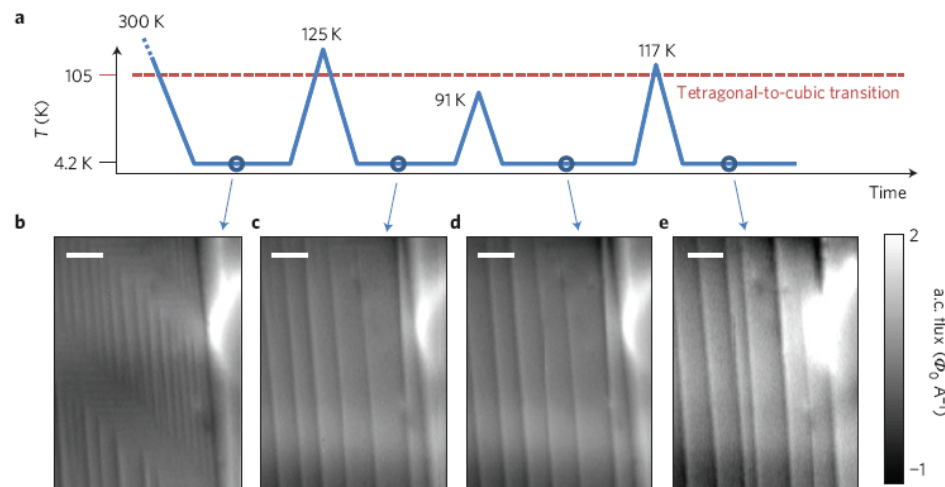 a
300 K
125 K
117 K
105
91 K
Tetragonal-to-cubic transition
T (K)
4.2 K
Time
b
c
d
e
2
a.c. flux (Φ₀ A⁻¹)
−1